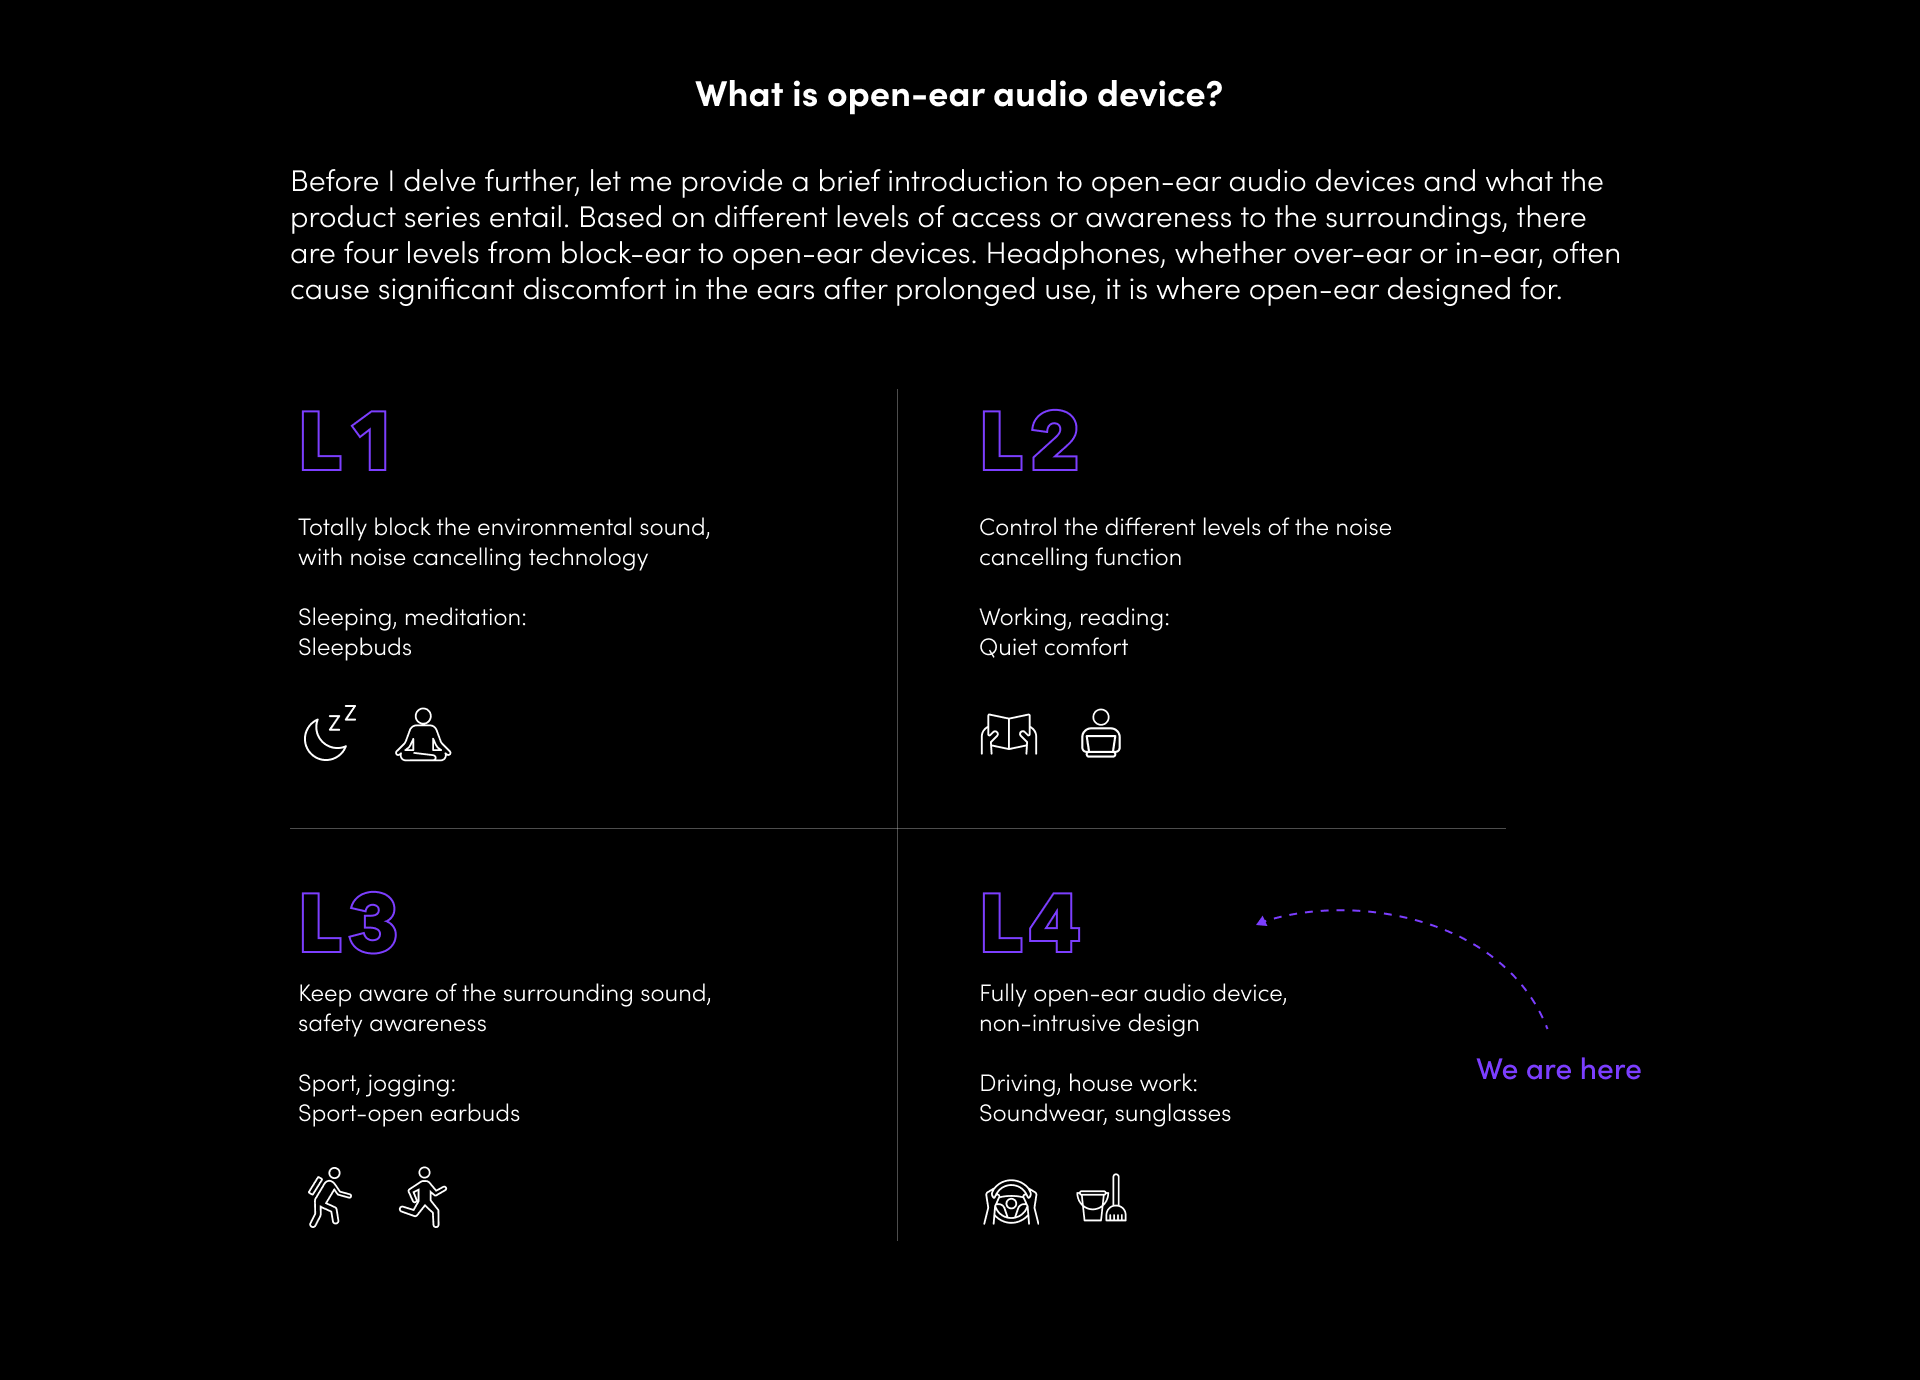 What is open-ear audio device?
Before I delve further, let me provide a brief introduction to open-ear audio devices and what the
product series entail. Based on different levels of access or awareness to the surroundings, there
are four levels from block-ear to open-ear devices. Headphones, whether over-ear or in-ear, often
cause significant discomfort in the ears after prolonged use, it is where open-ear designed for.
L1
Totally block the environmental sound,
with noise cancelling technology
Sleeping, meditation:
Sleepbuds
z z
L2
Control the different levels of the noise
cancelling function
Working, reading:
Quiet comfort
L3
Keep aware of the surrounding sound,
safety awareness
Sport, jogging:
Sport-open earbuds
L4
Fully open-ear audio device,
non-intrusive design
Driving, house work:
Soundwear, sunglasses
We are here